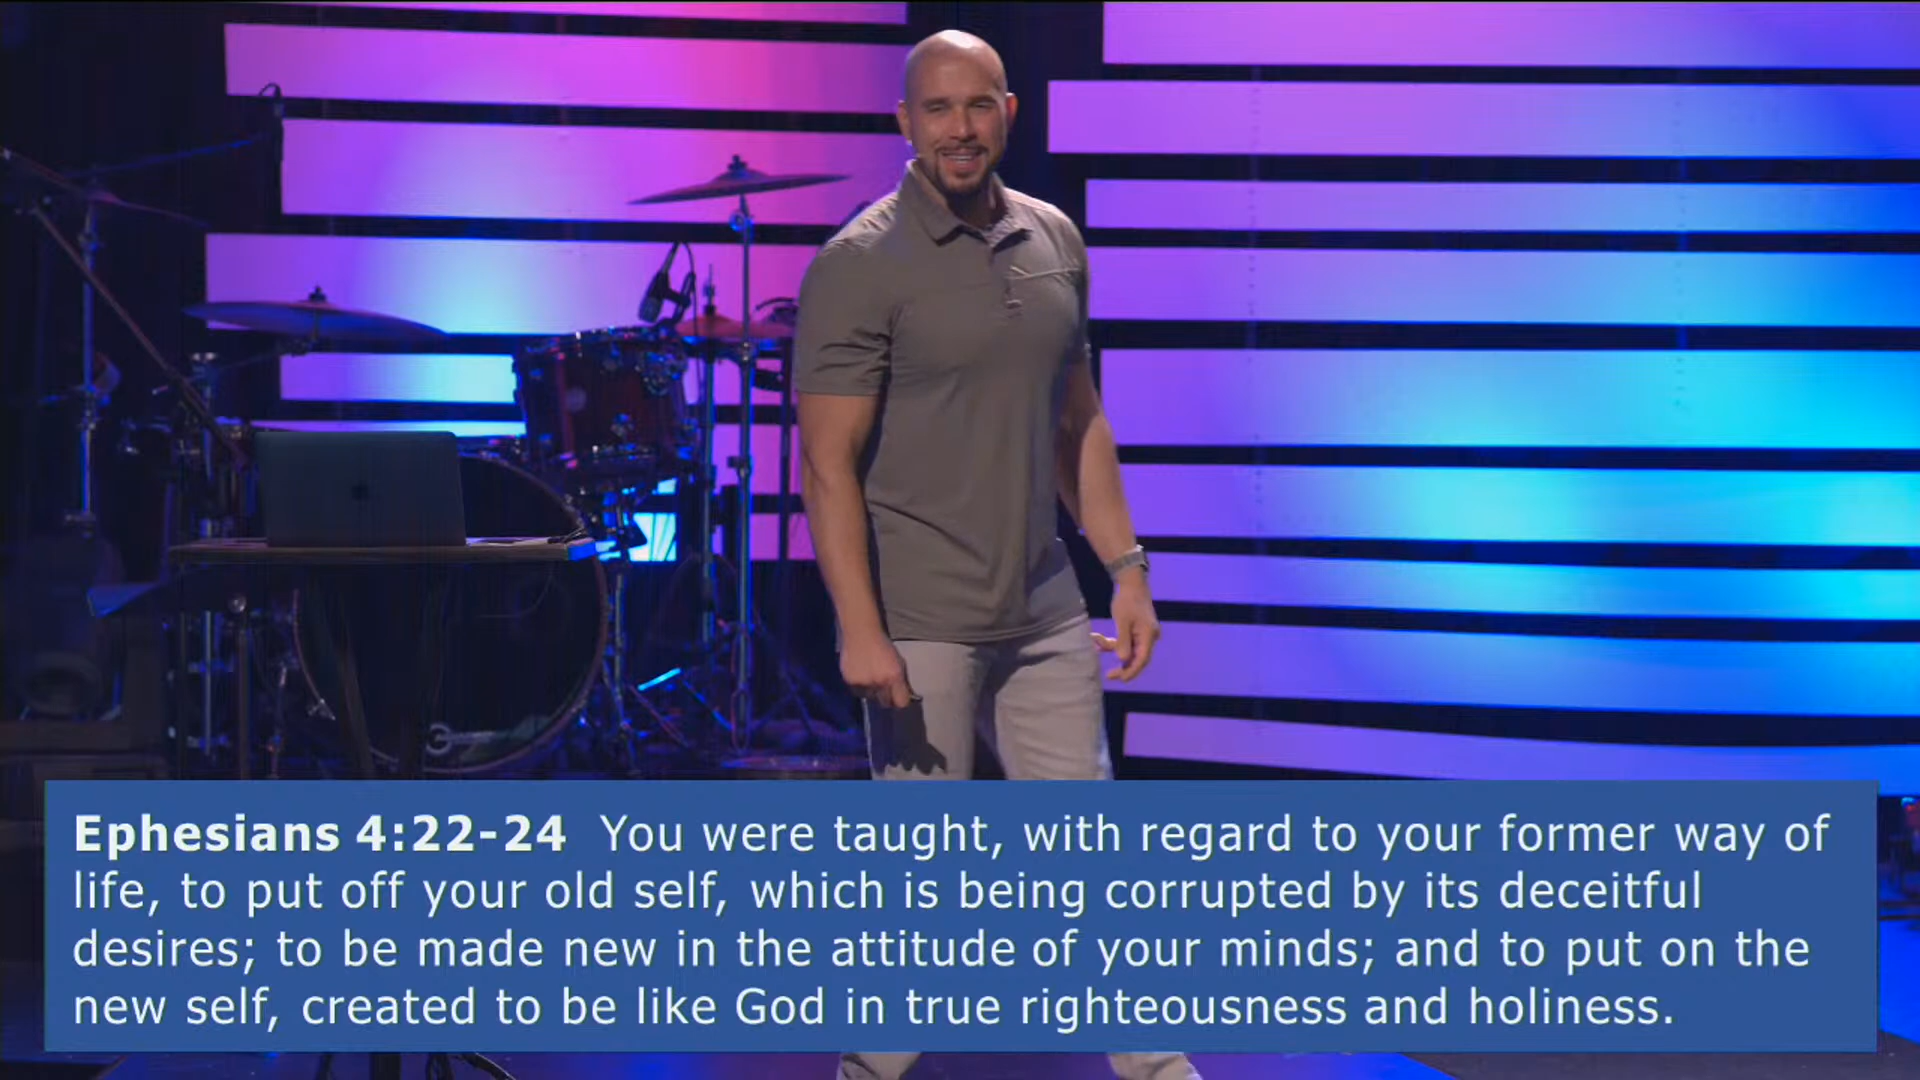 Ephesians 4:22-24 You were taught, with regard to your former way of
life, to put off your old self, which is being corrupted by its deceitful
desires; to be made new in the attitude of your minds; and to put on the
new self, created to be like God in true righteousness and holiness.